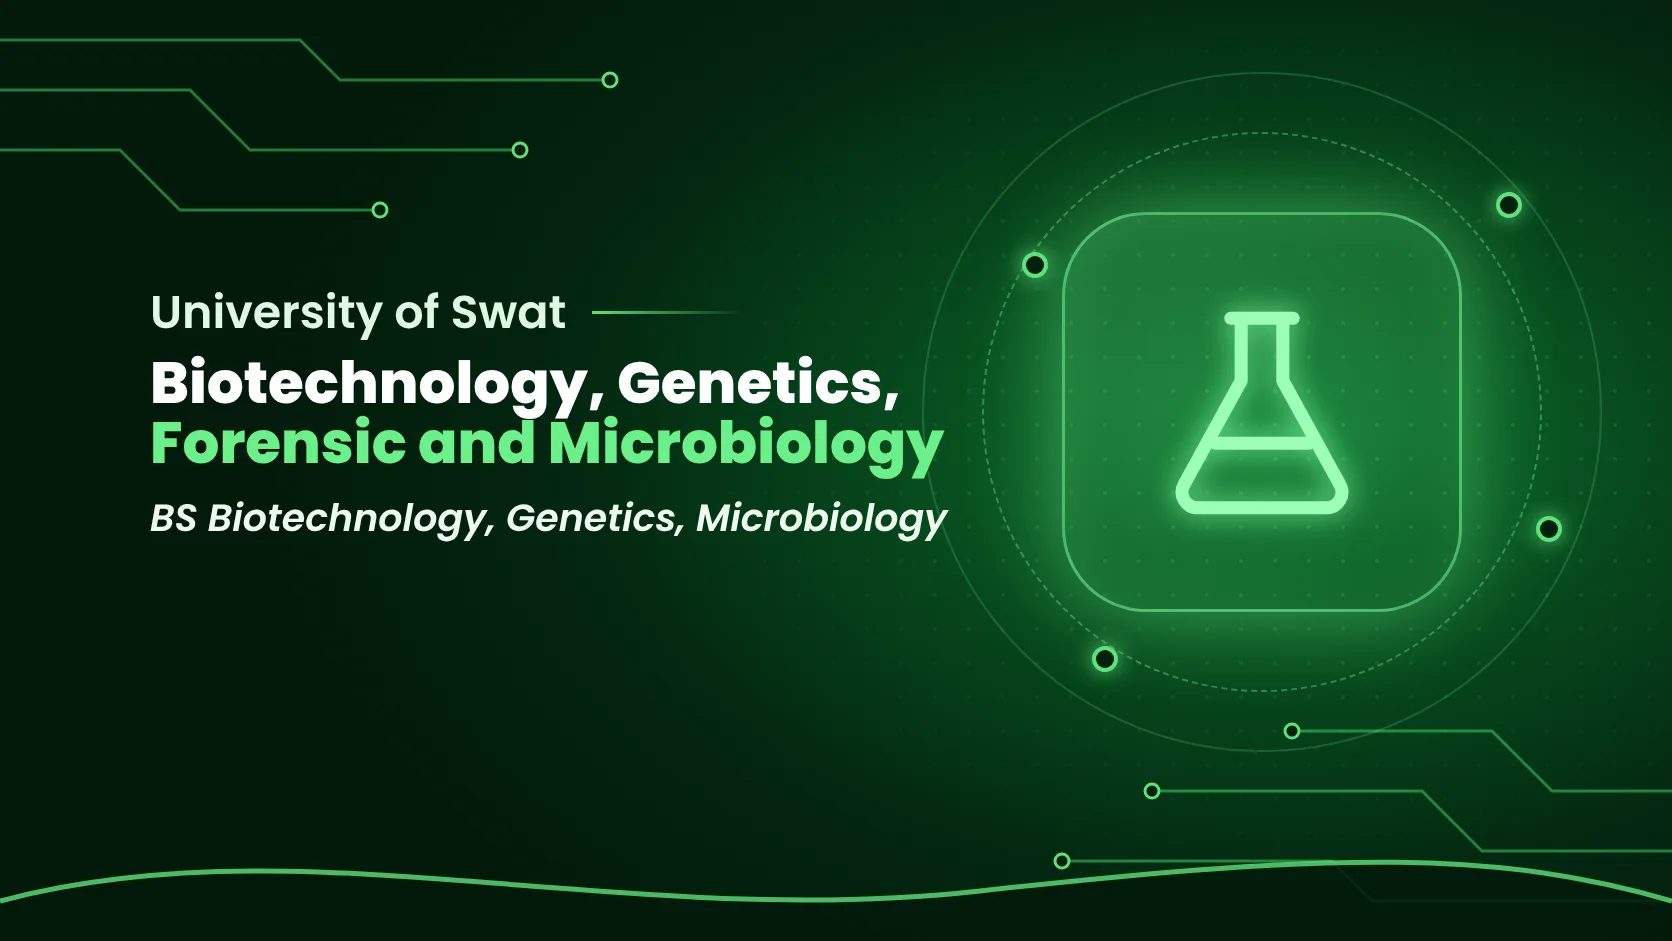 University of Swat
Biotechnology, Genetics,
Forensic and Microbiology
BS Biotechnology, Genetics, Microbiology